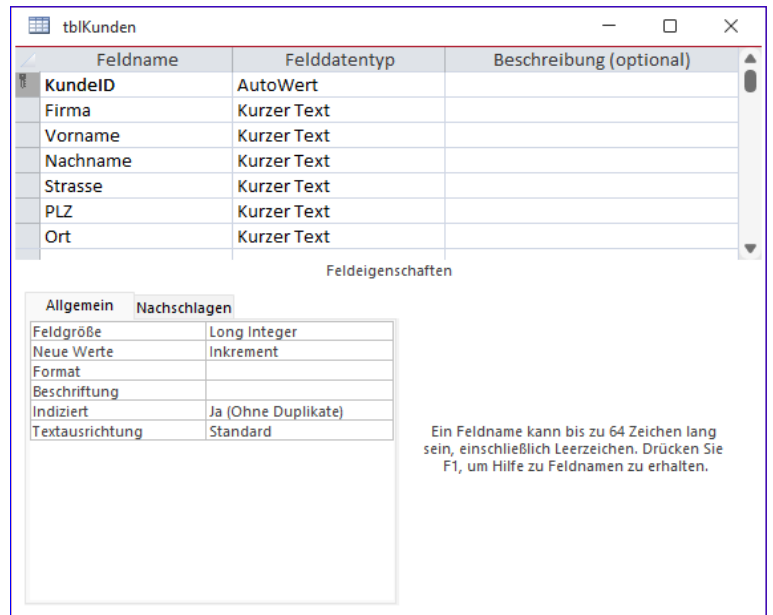 tblKunden
Feldname Felddatentyp Beschreibung (optional)
KundeID AutoWert
Firma Kurzer Text
Vorname Kurzer Text
Nachname Kurzer Text
Strasse Kurzer Text
PLZ Kurzer Text
Ort Kurzer Text
Feldeigenschaften
Allgemein Nachschlagen
Feldgröße Long Integer
Neue Werte Inkrement
Format
Beschriftung
Indiziert Ja (Ohne Duplikate)
Textausrichtung Standard
Ein Feldname kann bis zu 64 Zeichen lang
sein, einschließlich Leerzeichen. Drücken Sie
F1, um Hilfe zu Feldnamen zu erhalten.